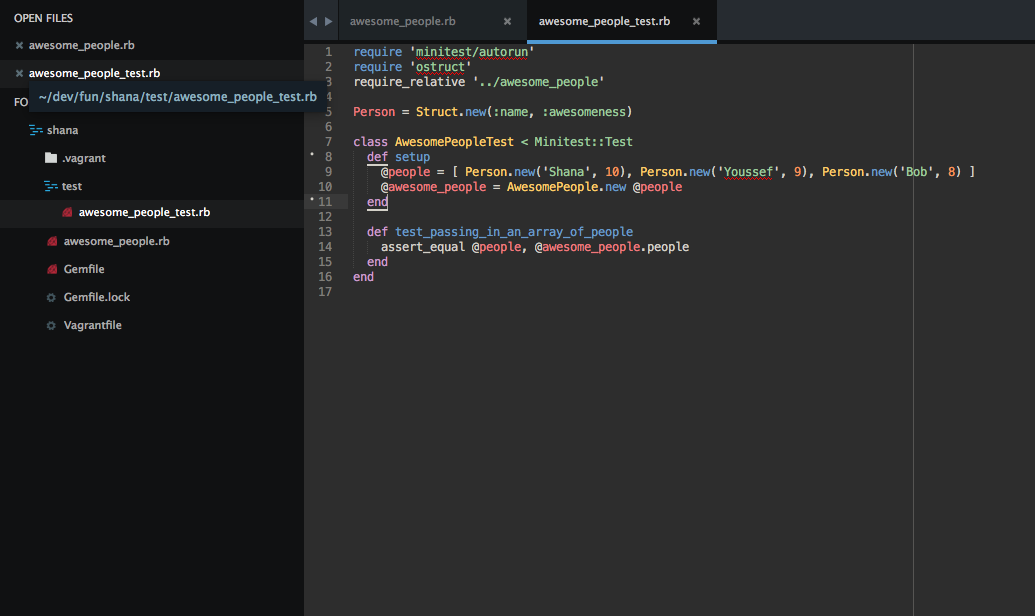 OPEN FILES
awesome_people.rb
awesome_people_test.rb
~/dev/fun/shana/test/awesome_people_test.rb
FO
shana
.vagrant
test
awesome_people_test.rb
awesome_people.rb
Gemfile
Gemfile.lock
Vagrantfile
awesome_people.rb
awesome_people_test.rb
1 require 'minitest/autorun'
2 require 'ostruct'
3 require_relative '../awesome_people'
4
5 Person = Struct.new(:name, :awesomeness)
6
7 class AwesomePeopleTest < Minitest::Test
8 def setup
9 @people = [ Person.new('Shana', 10), Person.new('Youssef', 9), Person.new('Bob', 8) ]
10 @awesome_people = AwesomePeople.new @people
11 end
12
13 def test_passing_in_an_array_of_people
14 assert_equal @people, @awesome_people.people
15 end
16 end
17